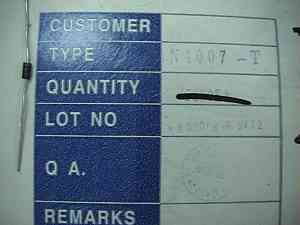 CUSTOMER
TYPE N4007-T
QUANTITY
LOT NO
Q A.
REMARKS